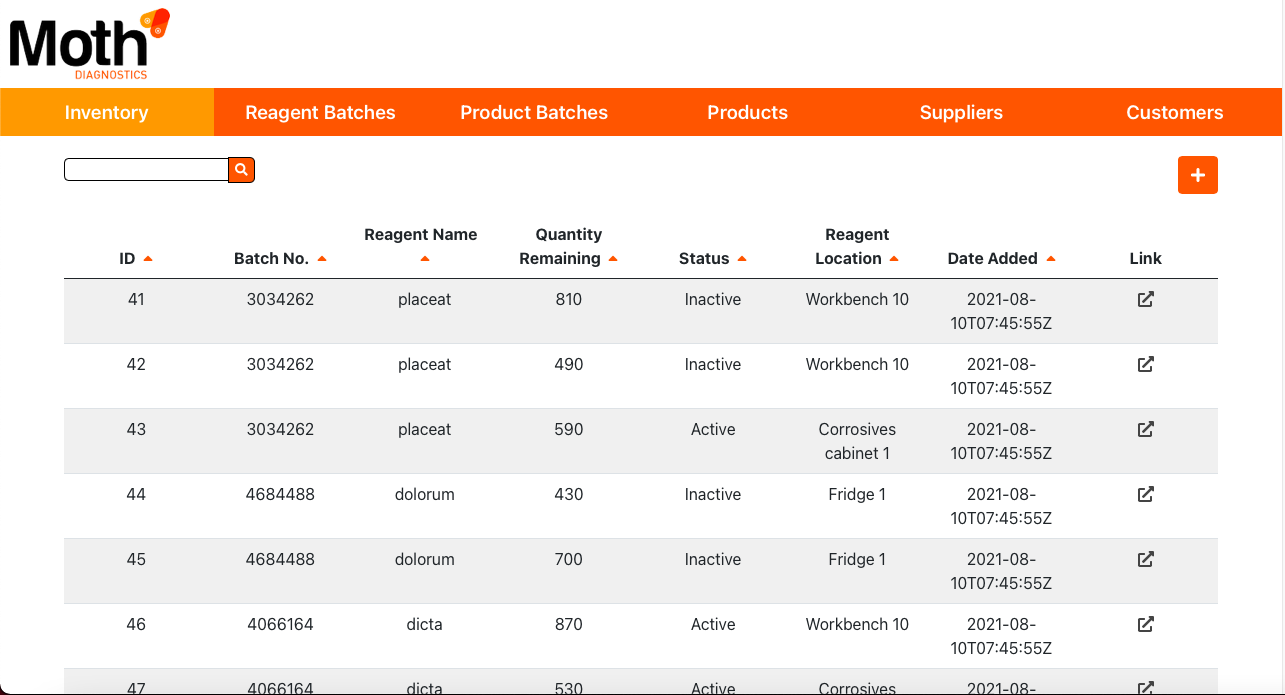 Moth
DIAGNOSTICS
Inventory Reagent Batches Product Batches Products Suppliers Customers
Reagent Name Quantity Reagent
ID Batch No. Remaining Status Location Date Added Link
41 3034262 placeat 810 Inactive Workbench 10 2021-08-
10T07:45:55Z
42 3034262 placeat 490 Inactive Workbench 10 2021-08-
10T07:45:55Z
43 3034262 placeat 590 Active Corrosives 2021-08-
cabinet 1 10T07:45:55Z
44 4684488 dolorum 430 Inactive Fridge 1 2021-08-
10T07:45:55Z
45 4684488 dolorum 700 Inactive Fridge 1 2021-08-
10T07:45:55Z
46 4066164 dicta 870 Active Workbench 10 2021-08-
10T07:45:55Z
47 4066164 dicta 530 Active Corrosives 2021-08-